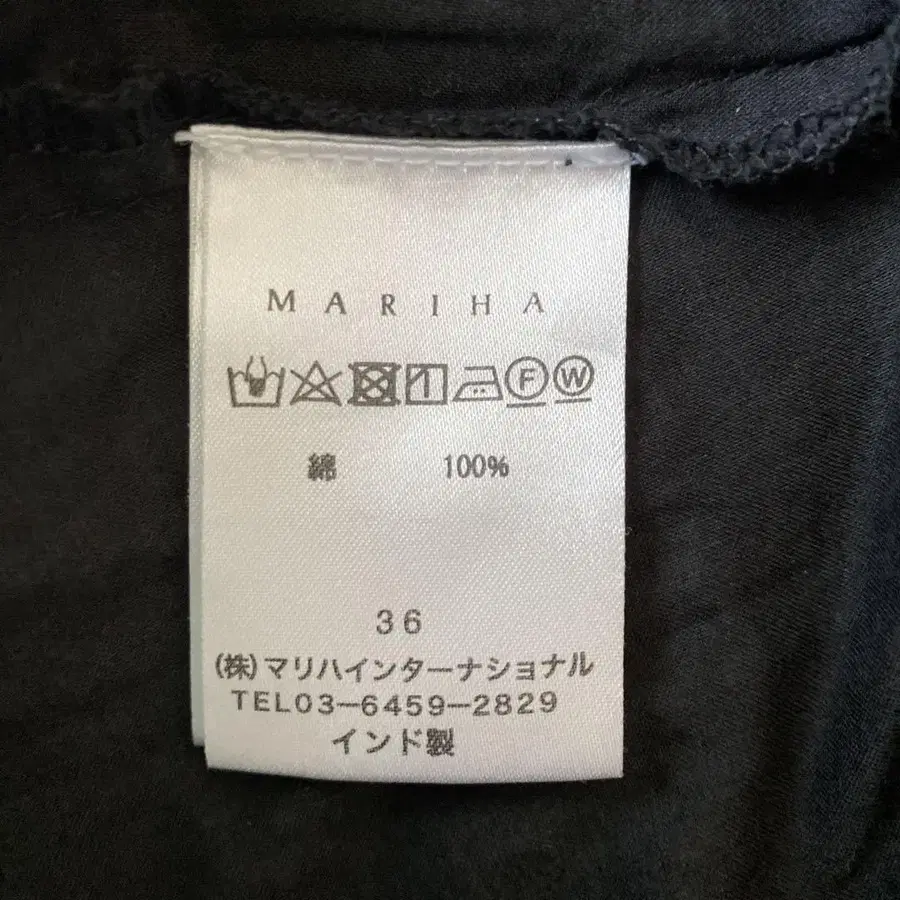 MARIHA
F W
綿 100%
36
(株)マリハインターナショナル
TEL03-6459-2829
インド製